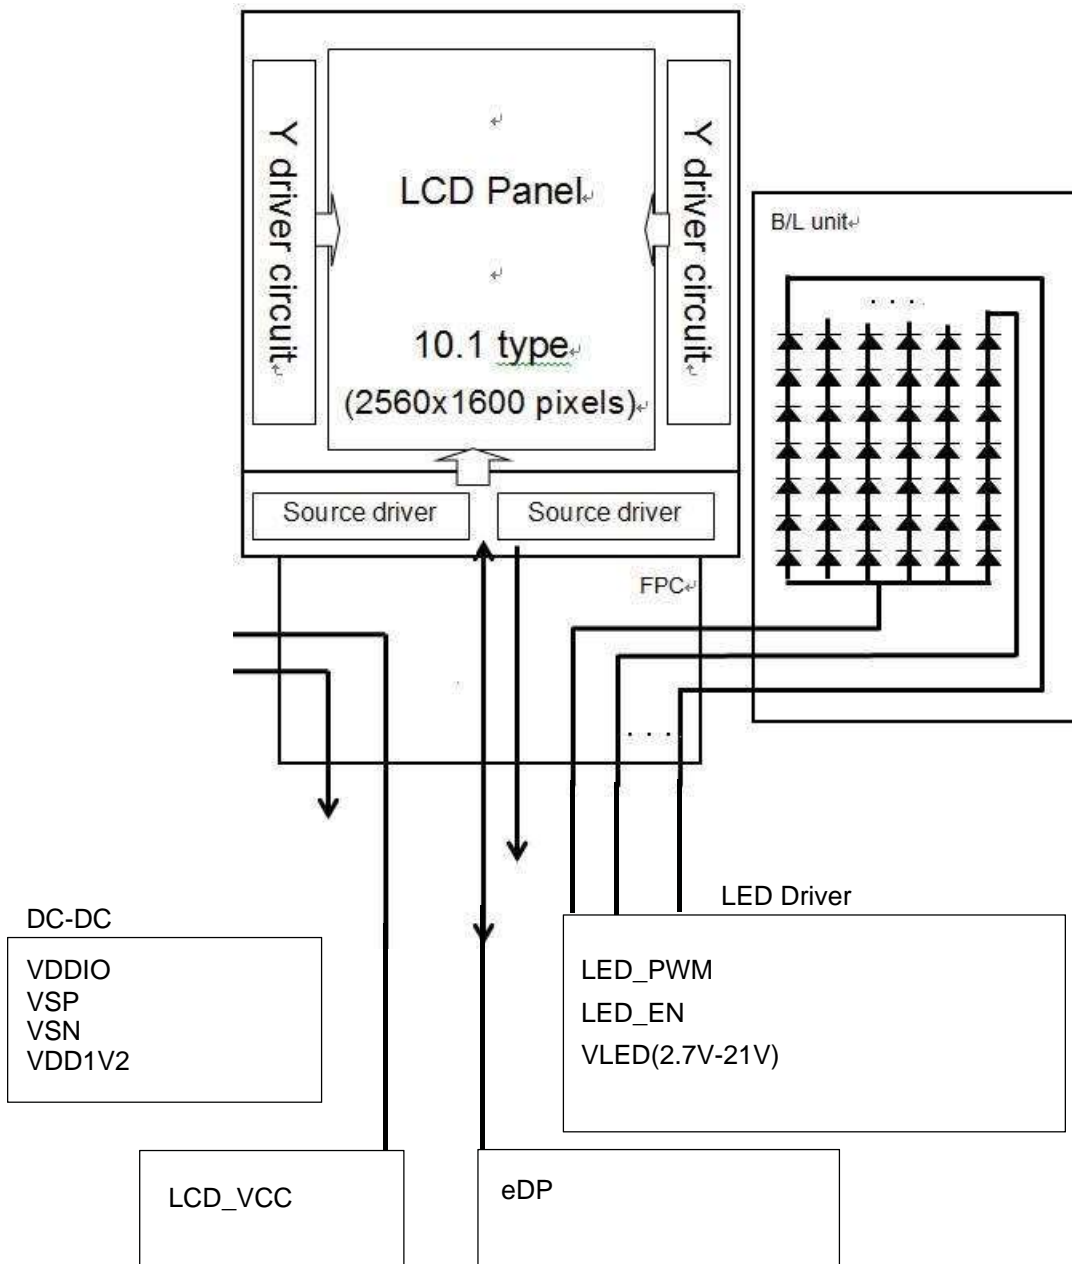 Y driver circuit
LCD Panel
10.1 type
(2560x1600 pixels)
Y driver circuit
B/L unit
. . . .
Source driver
Source driver
FPC
. . . .
LED Driver
DC-DC
VDDIO
VSP
VSN
VDD1V2
LED_PWM
LED_EN
VLED(2.7V-21V)
LCD_VCC
eDP